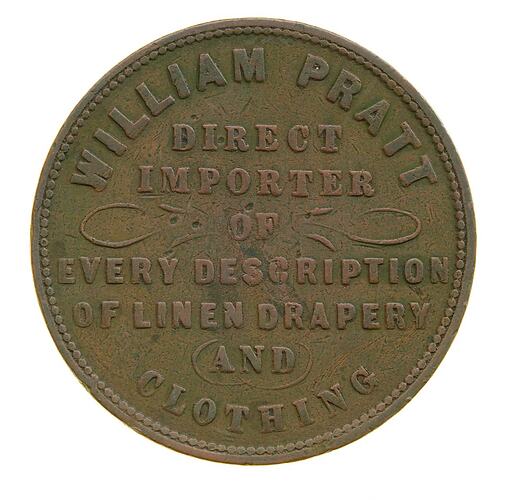 WILLIAM PRATT
DIRECT
IMPORTER
OF
EVERY DESCRIPTION
OF LINEN DRAPERY
AND
CLOTHING